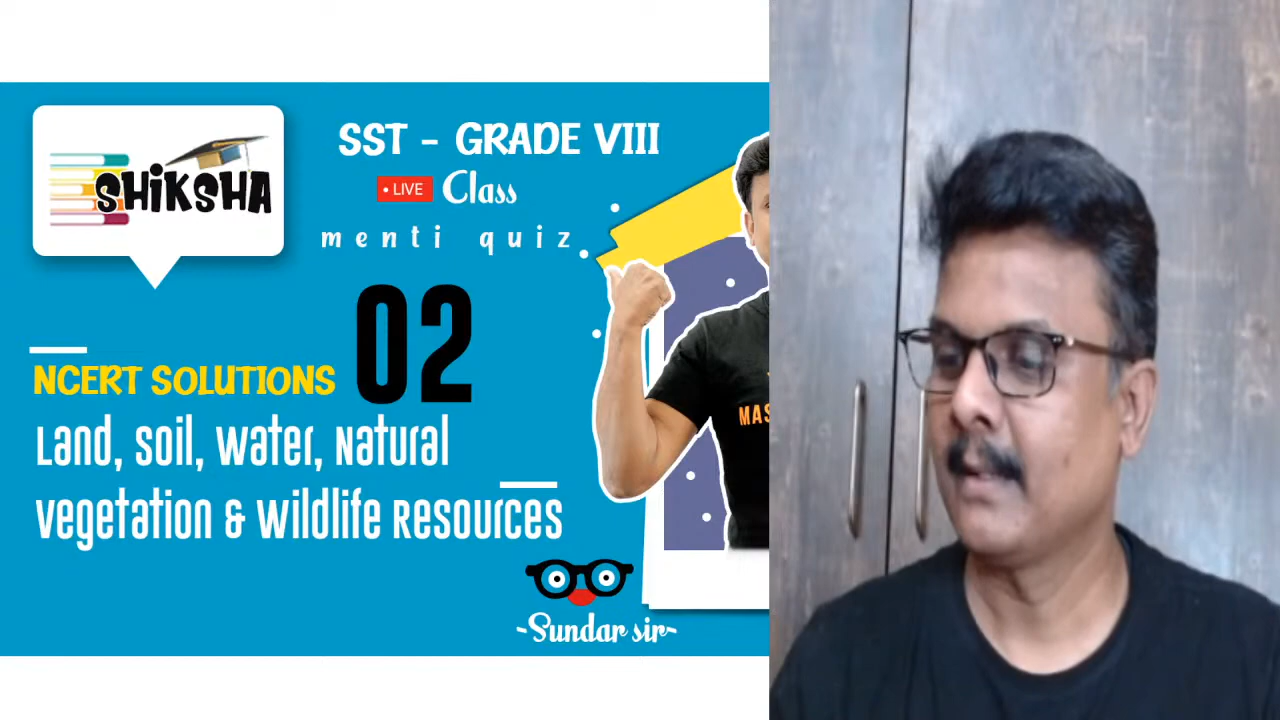 SHiKSHA
SST - GRADE VIII
• LIVE Class
menti quiz
02
NCERT SOLUTIONS
Land, Soil, Water, Natural
Vegetation & Wildlife Resources
MAS
-Sundar sir-